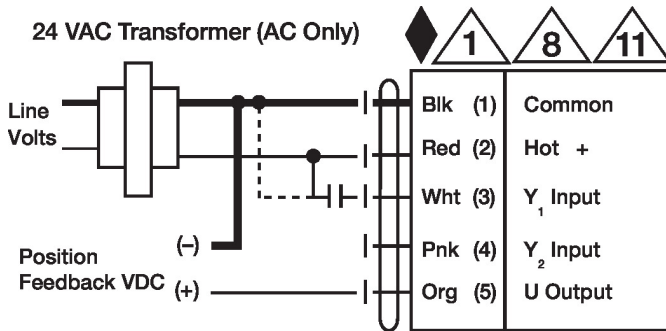 24 VAC Transformer (AC Only)
1
8
11
Line
Volts
Blk (1) Common
Red (2) Hot +
Wht (3) Y1 Input
Pnk (4) Y2 Input
Org (5) U Output
Position
Feedback VDC
(–)
(+)